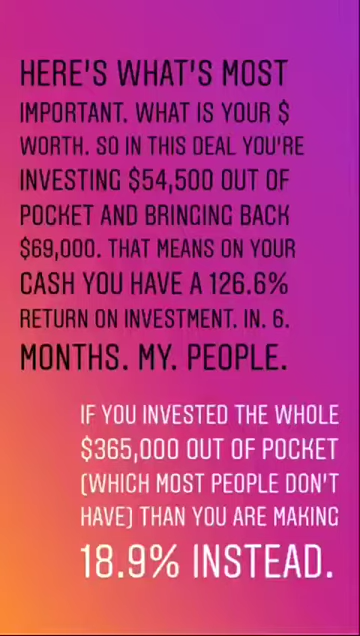 HERE'S WHAT'S MOST
IMPORTANT. WHAT IS YOUR $
WORTH. SO IN THIS DEAL YOU'RE
INVESTING $54,500 OUT OF
POCKET AND BRINGING BACK
$69,000. THAT MEANS ON YOUR
CASH YOU HAVE A 126.6%
RETURN ON INVESTMENT. IN. 6.
MONTHS. MY. PEOPLE.
IF YOU INVESTED THE WHOLE
$365,000 OUT OF POCKET
(WHICH MOST PEOPLE DON'T
HAVE) THAN YOU ARE MAKING
18.9% INSTEAD.